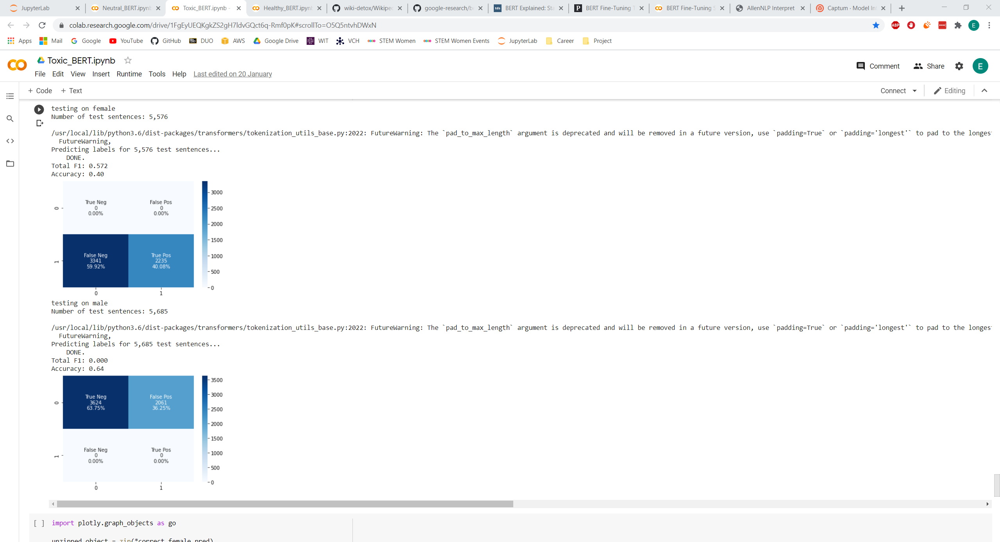 JupyterLab
Neutral_BERT.ipynb
Toxic_BERT.ipynb -
Healthy_BERT.ipynb
wiki-detox/Wikiped
google-research/be
BERT Explained: Sta
BERT Fine-Tuning T
BERT Fine-Tuning S
AllenNLP Interpret
Captum · Model Int
colab.research.google.com/drive/1FgEyUEQKgkZS2gH7ldvGQct6q-Rmf0pK#scrollTo=O5Q5ntvhDWxN
ABP
E
Apps
Mail
Google
YouTube
GitHub
Bb
DUO
AWS
Google Drive
WIT
VCH
STEM Women
STEM Women Events
JupyterLab
Career
Project
Toxic_BERT.ipynb
File Edit View Insert Runtime Tools Help Last edited on 20 January
Comment
Share
E
+ Code + Text
Connect
Editing
testing on female
Number of test sentences: 5,576
/usr/local/lib/python3.6/dist-packages/transformers/tokenization_utils_base.py:2022: FutureWarning: The `pad_to_max_length` argument is deprecated and will be removed in a future version, use `padding=True` or `padding='longest'` to pad to the longes
FutureWarning,
Predicting labels for 5,576 test sentences...
DONE.
Total F1: 0.572
Accuracy: 0.40
True Neg
0
0.00%
False Pos
0
0.00%
False Neg
3341
59.92%
True Pos
2235
40.08%
0
1
0
1
3000
2500
2000
1500
1000
500
0
testing on male
Number of test sentences: 5,685
/usr/local/lib/python3.6/dist-packages/transformers/tokenization_utils_base.py:2022: FutureWarning: The `pad_to_max_length` argument is deprecated and will be removed in a future version, use `padding=True` or `padding='longest'` to pad to the longes
FutureWarning,
Predicting labels for 5,685 test sentences...
DONE.
Total F1: 0.000
Accuracy: 0.64
True Neg
3624
63.75%
False Pos
2061
36.25%
False Neg
0
0.00%
True Pos
0
0.00%
0
1
0
1
3500
3000
2500
2000
1500
1000
500
0
[ ] import plotly.graph_objects as go
unzipped_object = zip(*correct_female_pred)